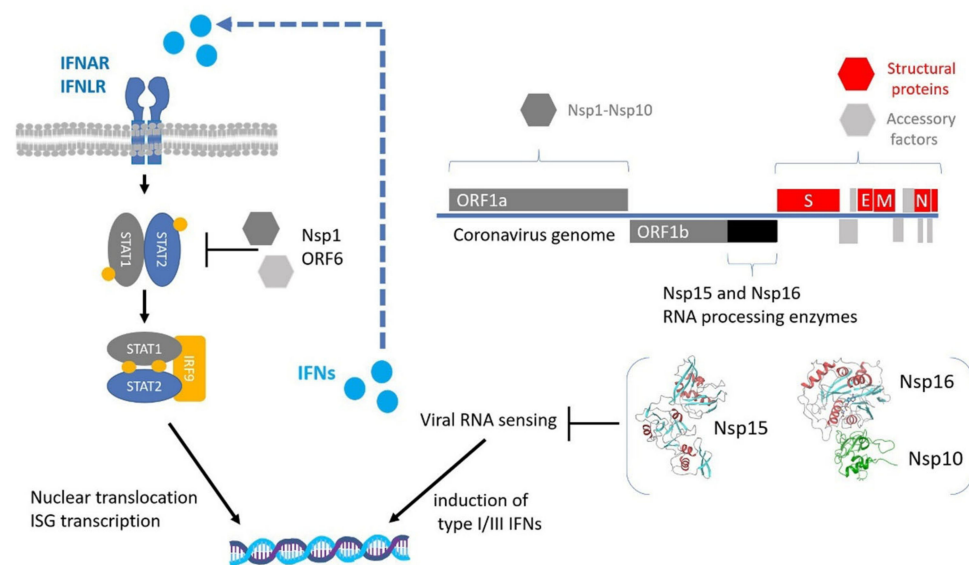 IFNAR
IFNLR
STAT1
STAT2
Nsp1
ORF6
STAT1
STAT2
IRF9
Nuclear translocation
ISG transcription
IFNs
Viral RNA sensing
induction of
type I/III IFNs
Nsp1-Nsp10
Structural
proteins
Accessory
factors
ORF1a
S
E
M
N
Coronavirus genome
ORF1b
Nsp15 and Nsp16
RNA processing enzymes
Nsp15
Nsp16
Nsp10